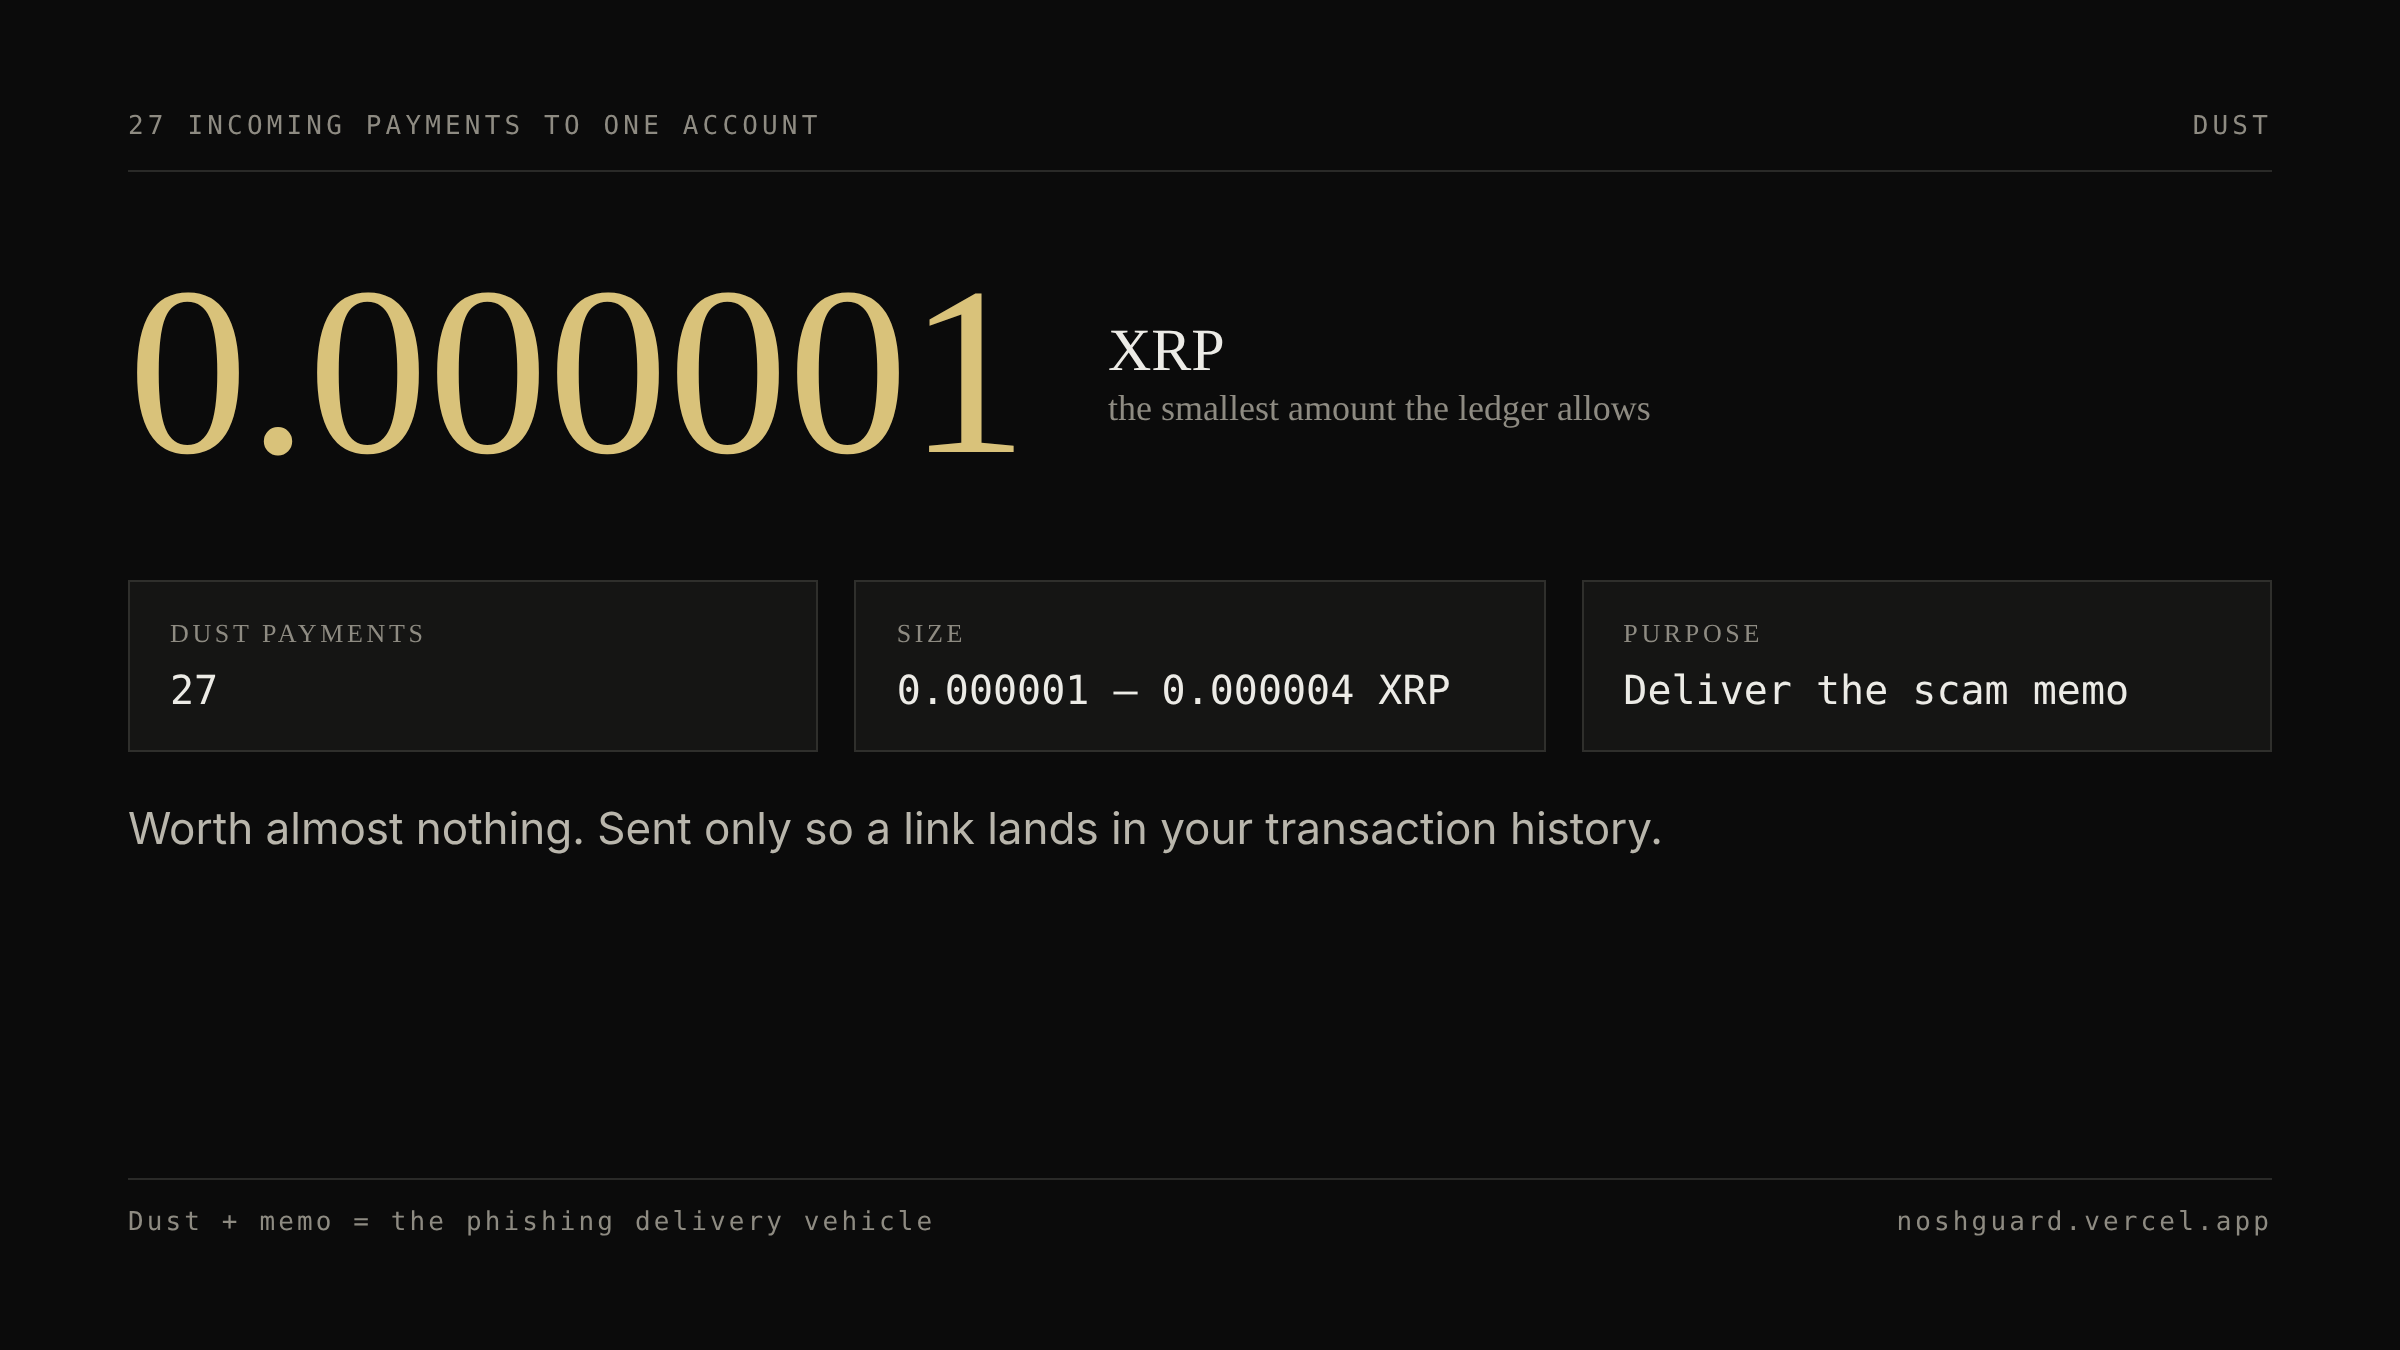 27 INCOMING PAYMENTS TO ONE ACCOUNT
DUST
0.000001
XRP
the smallest amount the ledger allows
DUST PAYMENTS
27
SIZE
0.000001 – 0.000004 XRP
PURPOSE
Deliver the scam memo
Worth almost nothing. Sent only so a link lands in your transaction history.
Dust + memo = the phishing delivery vehicle
noshguard.vercel.app